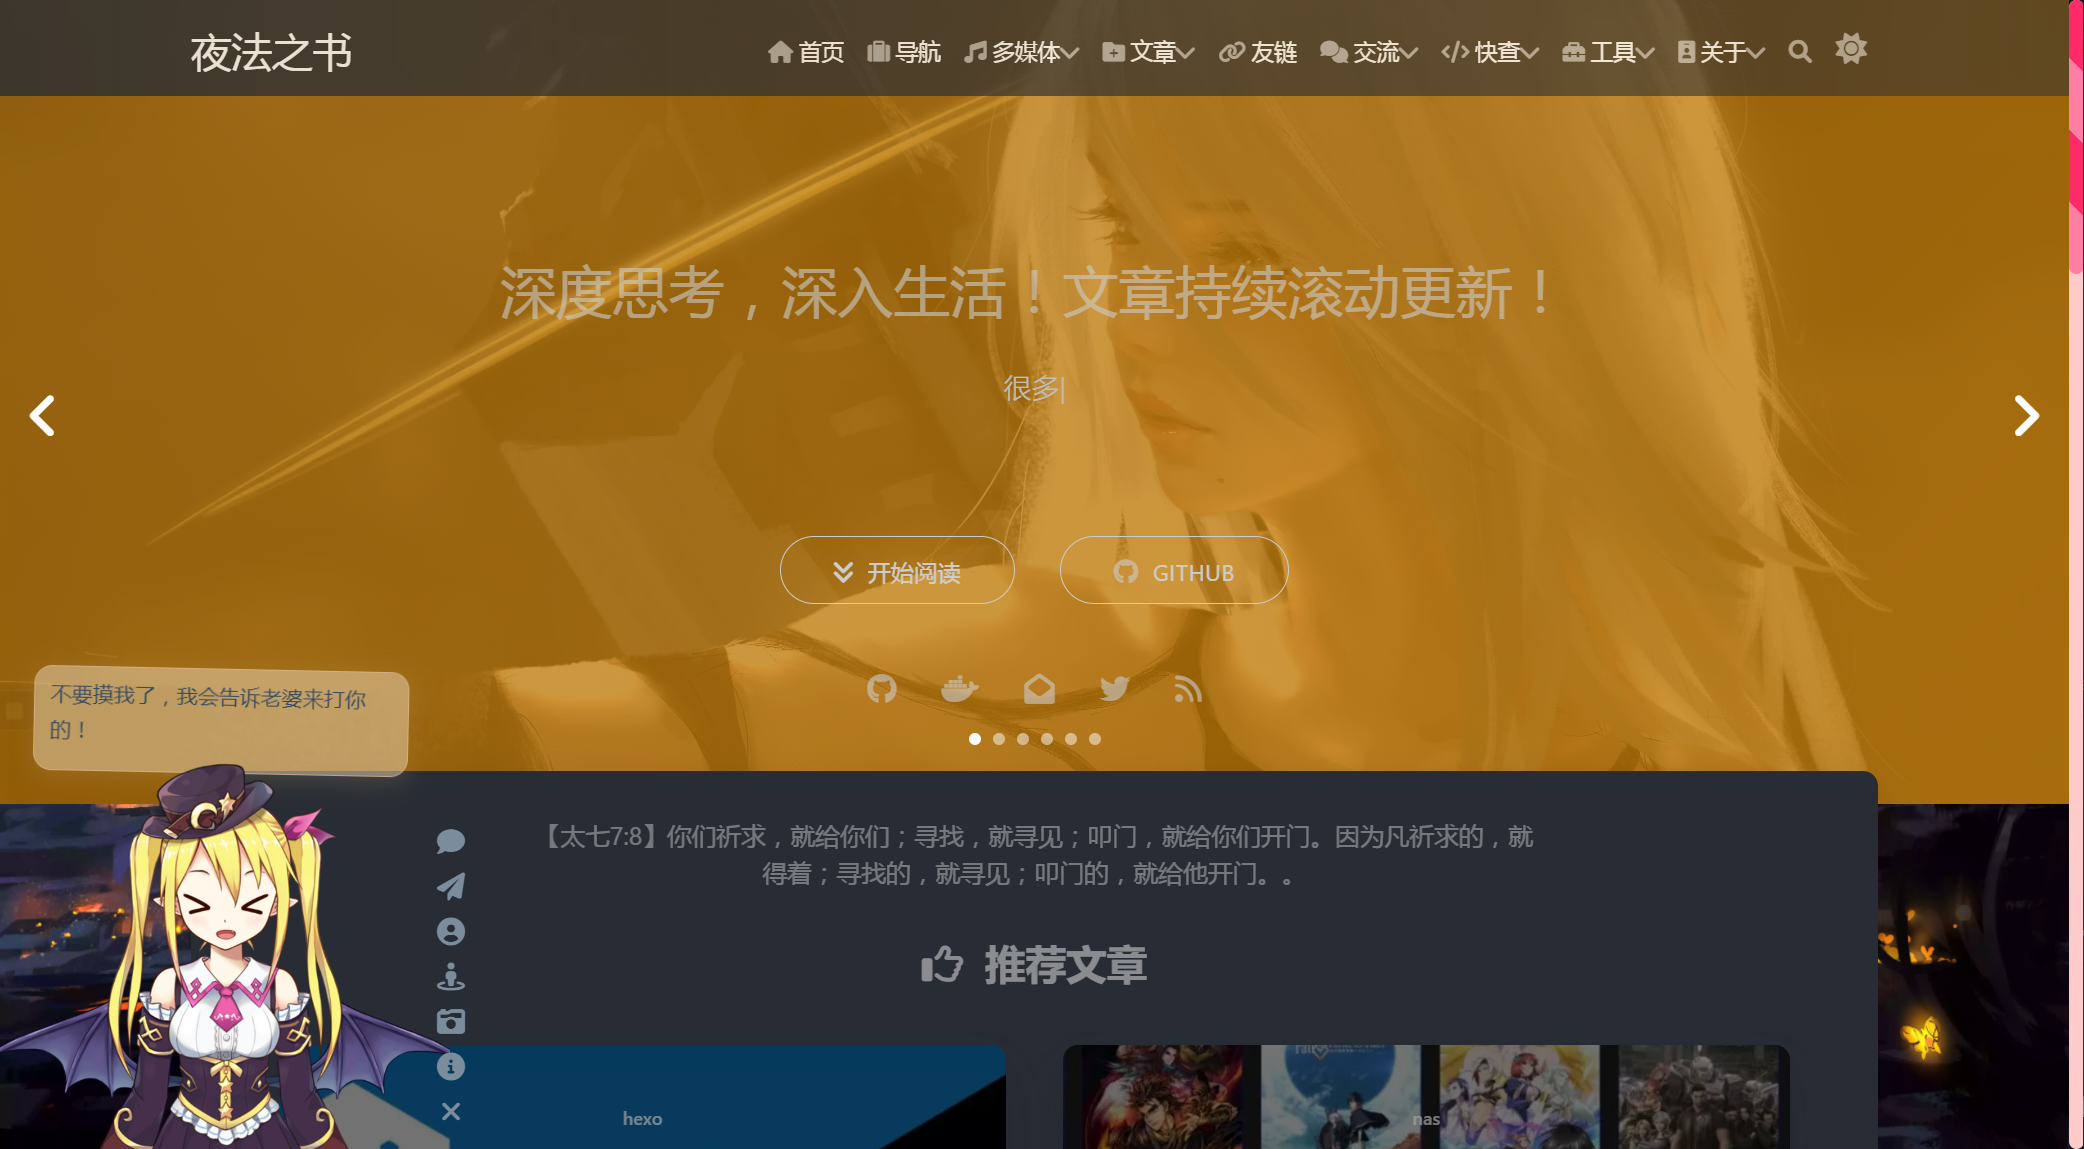 夜法之书
首页 导航 多媒体 文章 友链 交流 快查 工具 关于
深度思考，深入生活！文章持续滚动更新！
很多|
开始阅读 GITHUB
不要摸我了，我会告诉老婆来打你
的！
【太七7:8】你们祈求，就给你们；寻找，就寻见；叩门，就给你们开门。因为凡祈求的，就
得着；寻找的，就寻见；叩门的，就给他开门。。
推荐文章
hexo
nas